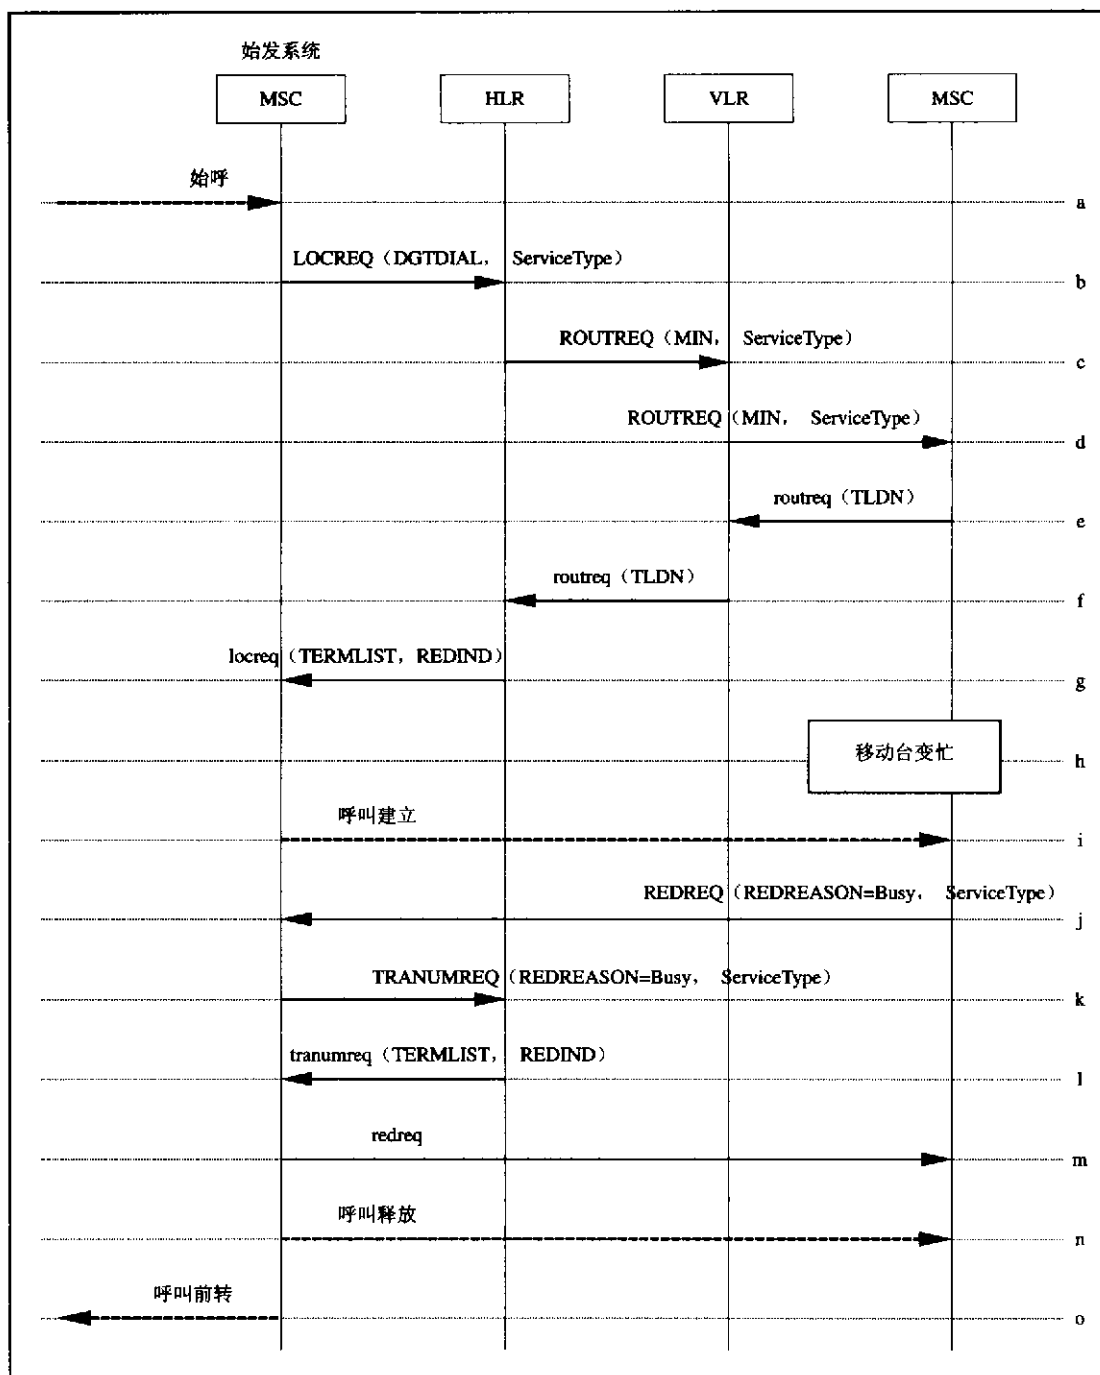 始发系统
MSC HLR VLR MSC
始呼
a
LOCREQ（DGTDIAL， ServiceType）
b
ROUTREQ（MIN， ServiceType）
c
ROUTREQ（MIN， ServiceType）
d
routreq（TLDN）
e
routreq（TLDN）
f
locreq（TERMLIST，REDIND）
g
移动台变忙
h
呼叫建立
i
REDREQ（REDREASON=Busy， ServiceType）
j
TRANUMREQ（REDREASON=Busy， ServiceType）
k
tranumreq（TERMLIST， REDIND）
l
redreq
m
呼叫释放
n
呼叫前转
o